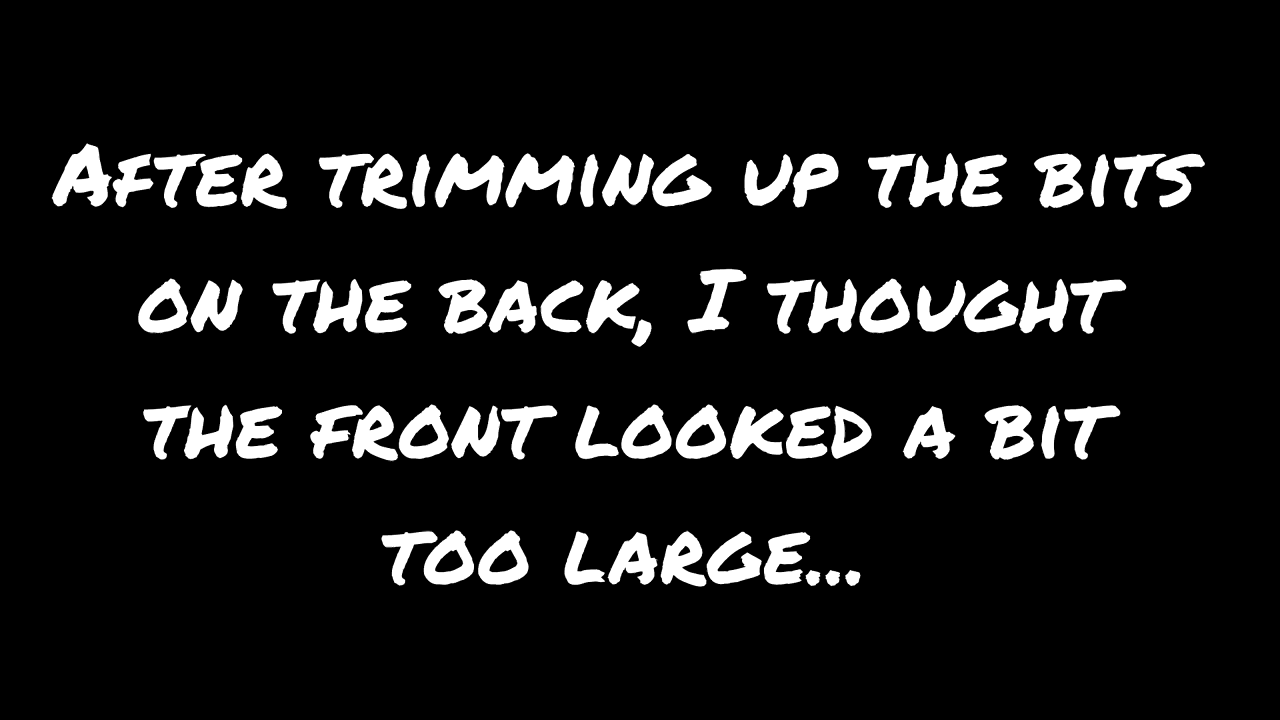 After trimming up the bits
on the back, I thought
the front looked a bit
too large...